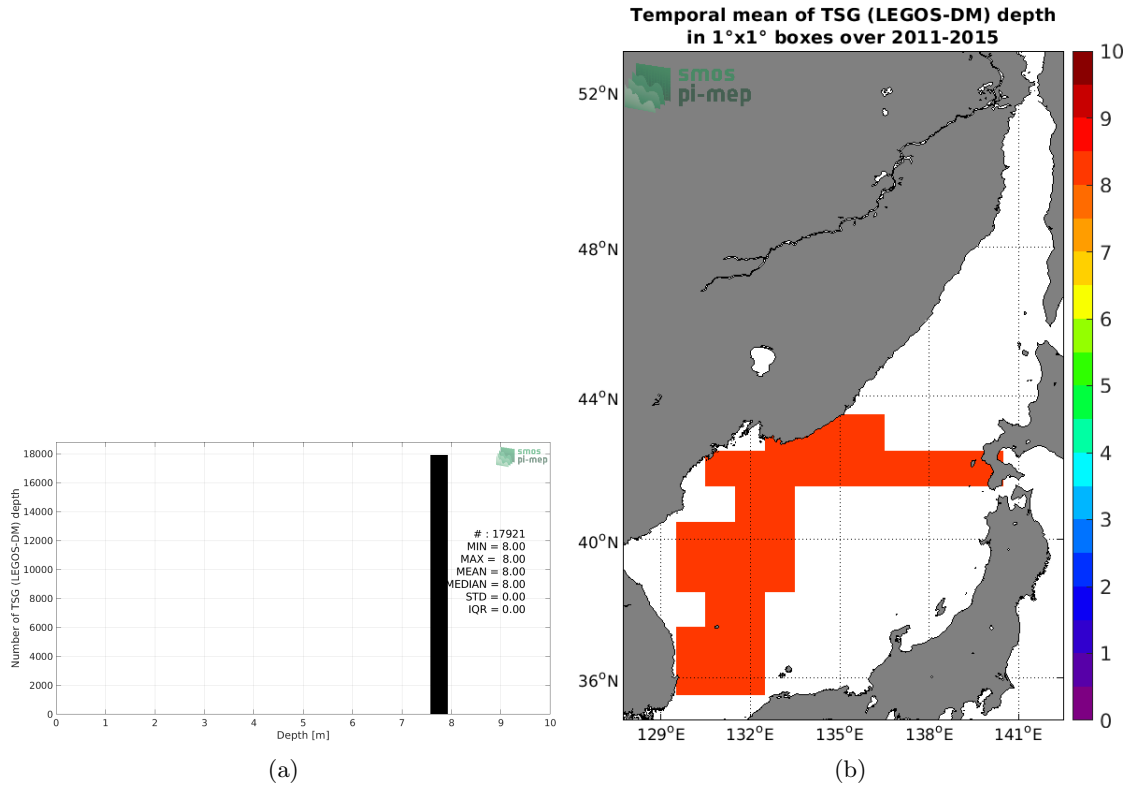 Temporal mean of TSG (LEGOS-DM) depth
in 1°x1° boxes over 2011-2015
smos
pi-mep
52°N
48°N
44°N
40°N
36°N
129°E
132°E
135°E
138°E
141°E
10
9
8
7
6
5
4
3
2
1
0
smos
pi-mep
Number of TSG (LEGOS-DM) depth
18000
16000
14000
12000
10000
8000
6000
4000
2000
0
# : 17921
MIN = 8.00
MAX = 8.00
MEAN = 8.00
MEDIAN = 8.00
STD = 0.00
IQR = 0.00
0 1 2 3 4 5 6 7 8 9 10
Depth [m]
(a)
(b)